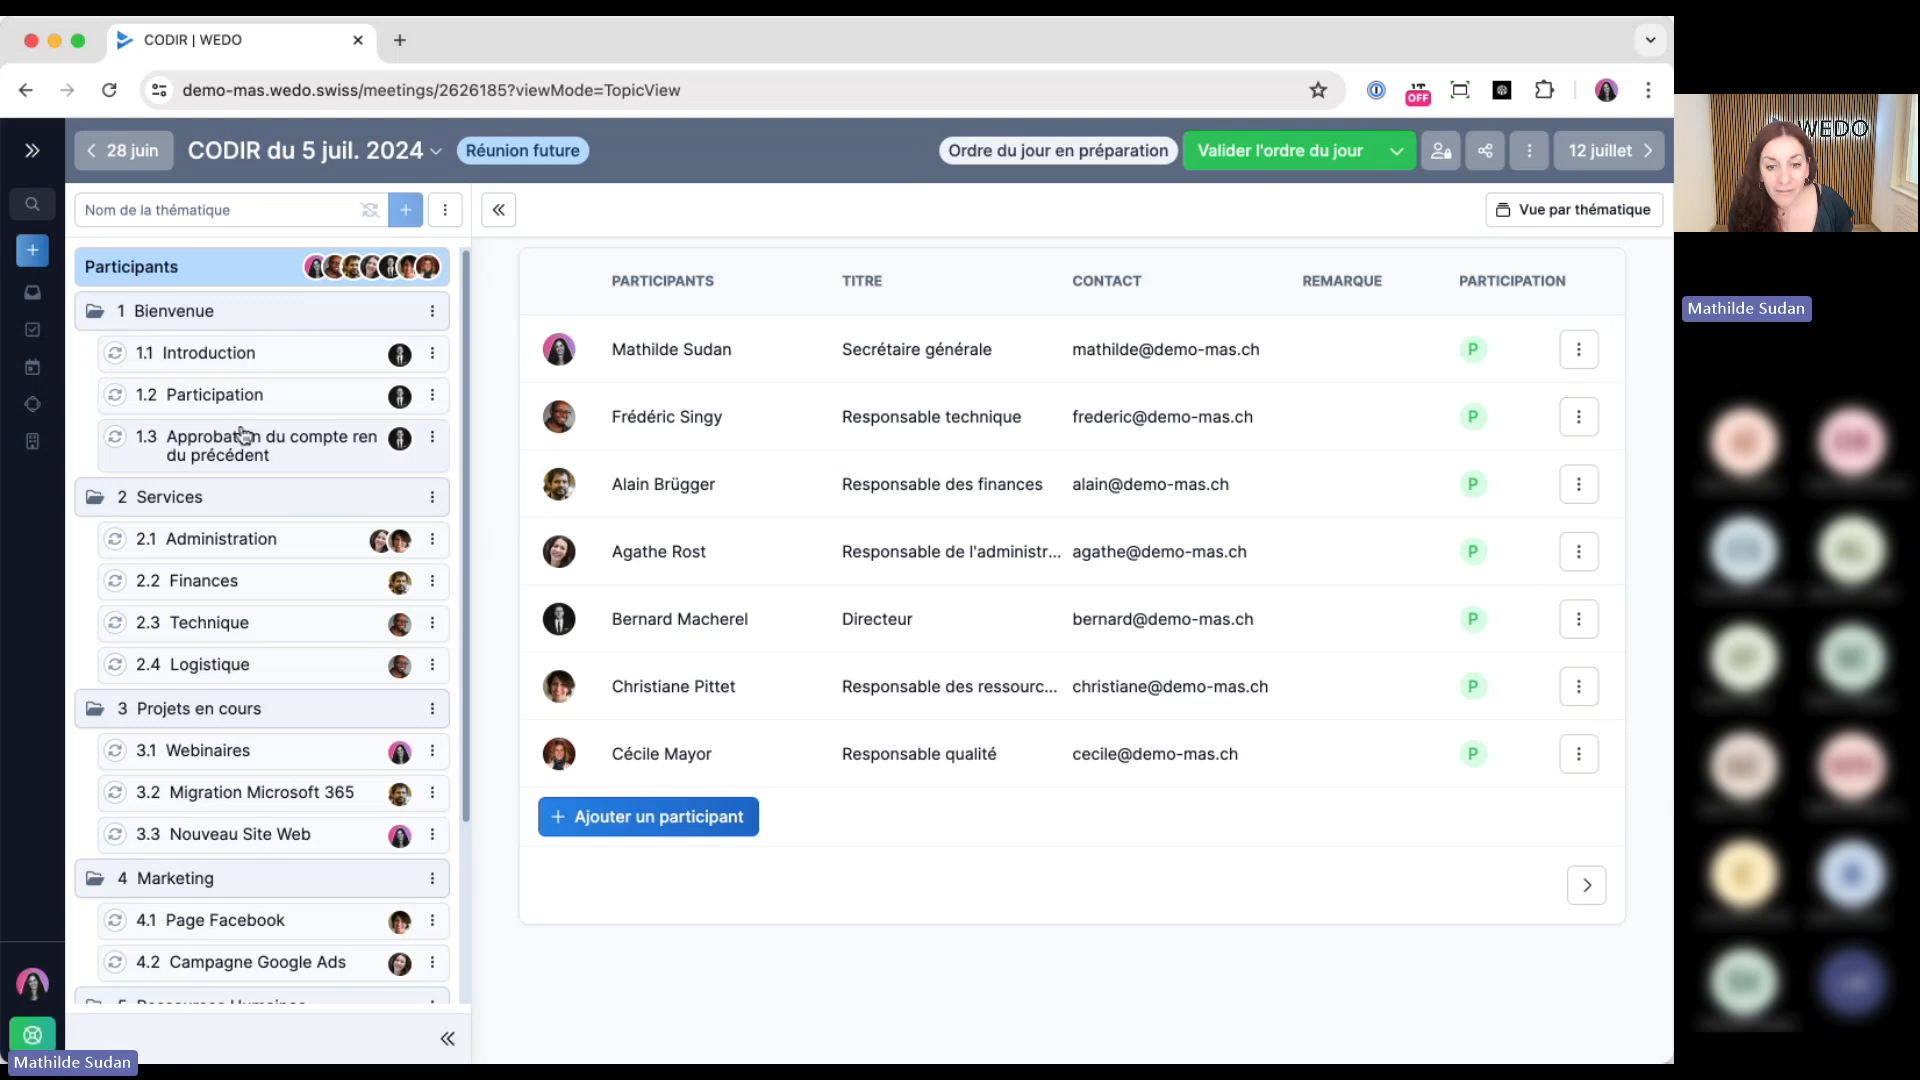 CODIR | WEDO
demo-mas.wedo.swiss/meetings/2626185?viewMode=TopicView
OFF
28 juin
CODIR du 5 juil. 2024
Réunion future
Ordre du jour en préparation
Valider l'ordre du jour
12 juillet
Nom de la thématique
Vue par thématique
Participants
1 Bienvenue
1.1 Introduction
1.2 Participation
1.3 Approbation du compte ren
du précédent
2 Services
2.1 Administration
2.2 Finances
2.3 Technique
2.4 Logistique
3 Projets en cours
3.1 Webinaires
3.2 Migration Microsoft 365
3.3 Nouveau Site Web
4 Marketing
4.1 Page Facebook
4.2 Campagne Google Ads
5 Ressources Humaines
PARTICIPANTS TITRE CONTACT REMARQUE PARTICIPATION
Mathilde Sudan Secrétaire générale mathilde@demo-mas.ch P
Frédéric Singy Responsable technique frederic@demo-mas.ch P
Alain Brügger Responsable des finances alain@demo-mas.ch P
Agathe Rost Responsable de l'administr... agathe@demo-mas.ch P
Bernard Macherel Directeur bernard@demo-mas.ch P
Christiane Pittet Responsable des ressourc... christiane@demo-mas.ch P
Cécile Mayor Responsable qualité cecile@demo-mas.ch P
+ Ajouter un participant
Mathilde Sudan
WEDO
Mathilde Sudan